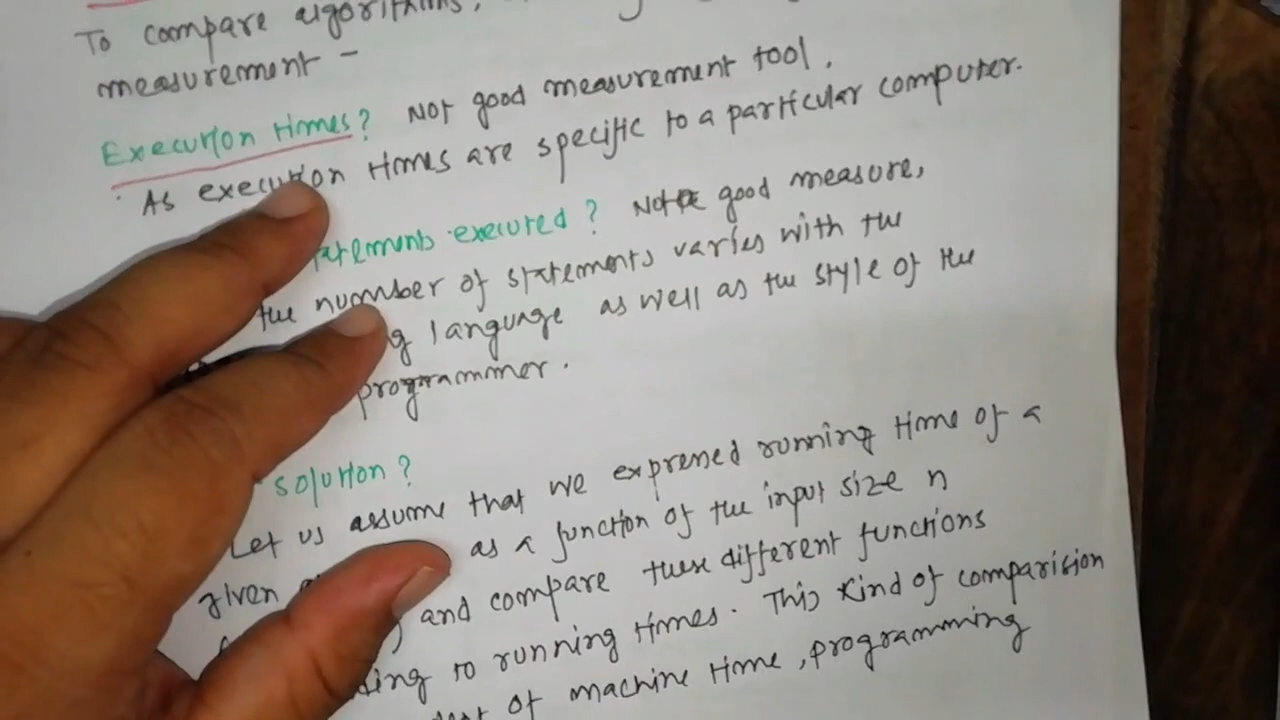 To compare algorithms,
measurement -
Execution times? Not good measurement tool.
As execution times are specific to a particular computer.
statements executed? Not good measure,
the number of statements varies with the
language as well as the style of the
programmer.
solution?
Let us assume that we expressed running time of a
given as a function of the input size n
and compare these different functions
to running times. This kind of comparision
of machine time, programming